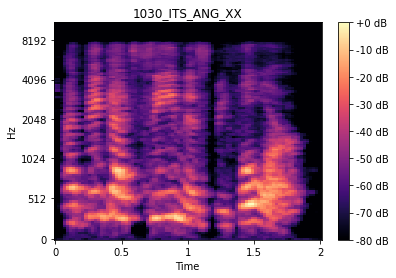 1030_ITS_ANG_XX
8192
4096
2048
1024
512
0
Hz
0
0.5
1
1.5
2
Time
+0 dB
-10 dB
-20 dB
-30 dB
-40 dB
-50 dB
-60 dB
-70 dB
-80 dB